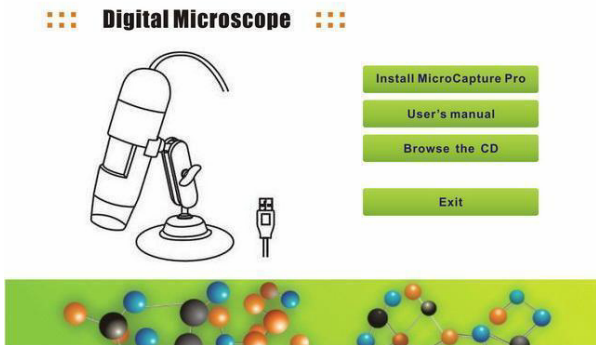 Digital Microscope
Install MicroCapture Pro
User's manual
Browse the CD
Exit